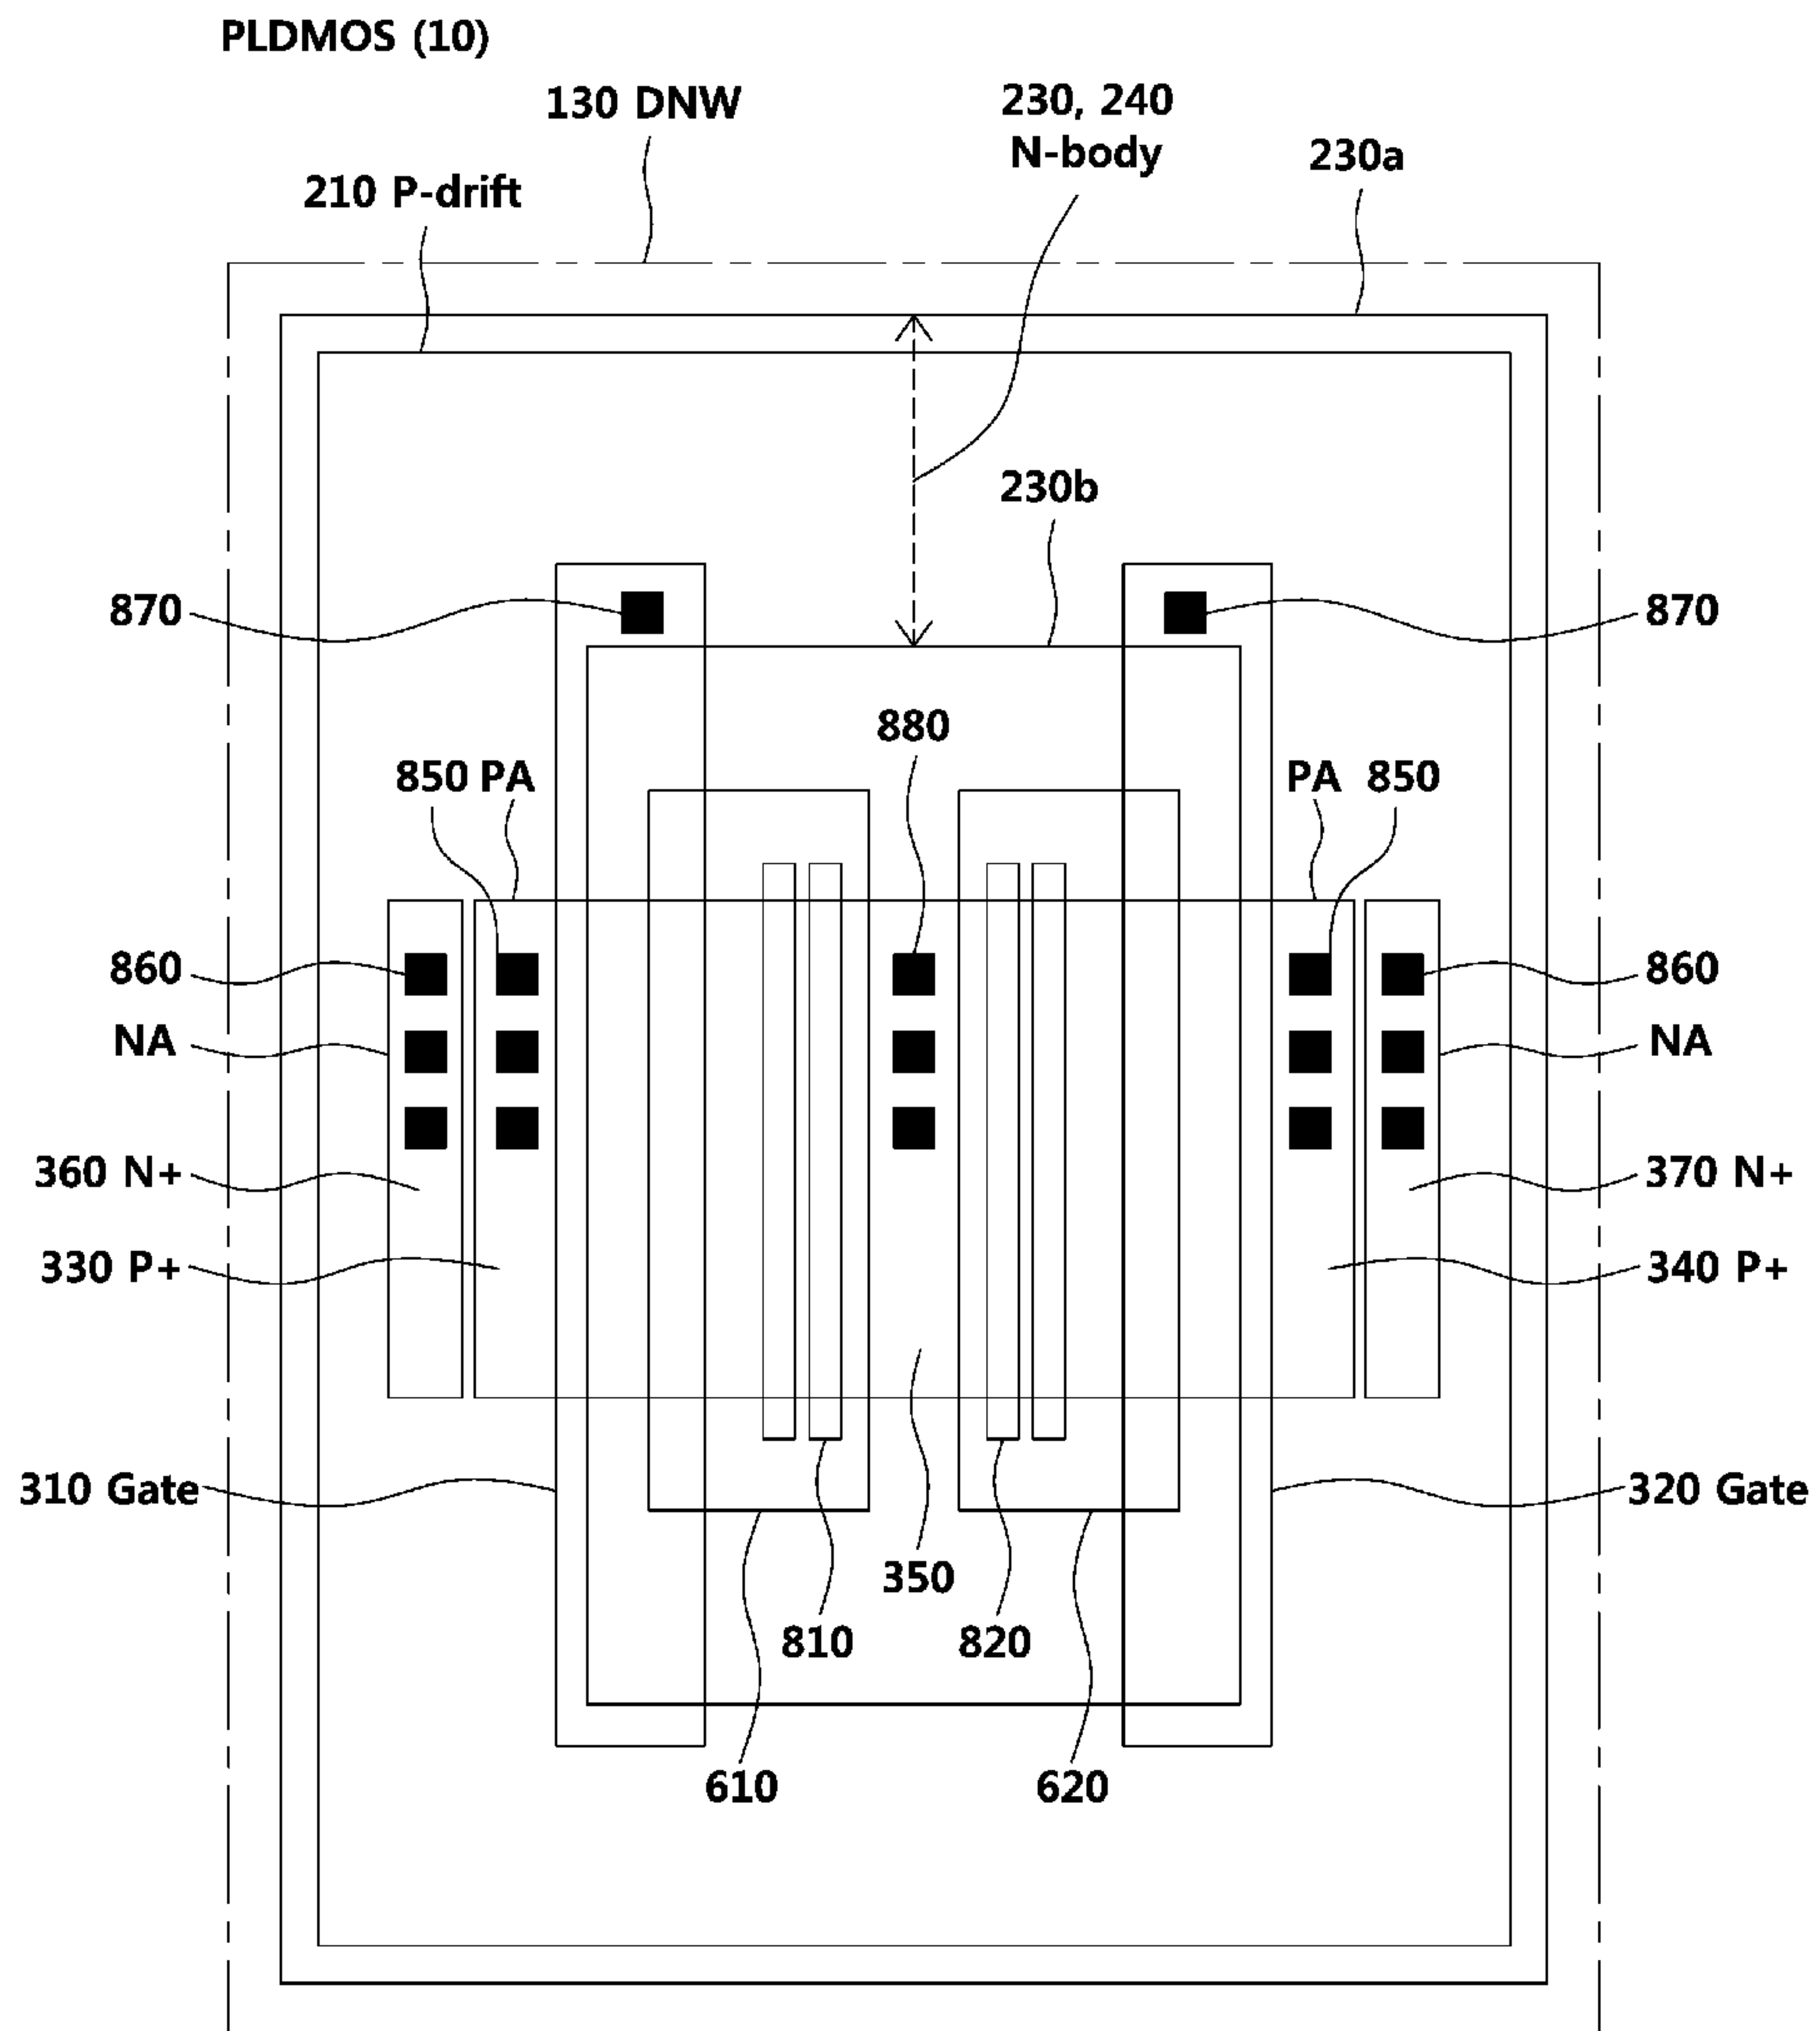 PLDMOS (10)
130 DNW
230, 240
N-body
230a
210 P-drift
230b
870
870
880
850 PA
PA 850
860
860
NA
NA
360 N+
370 N+
330 P+
340 P+
310 Gate
320 Gate
350
810
820
610
620